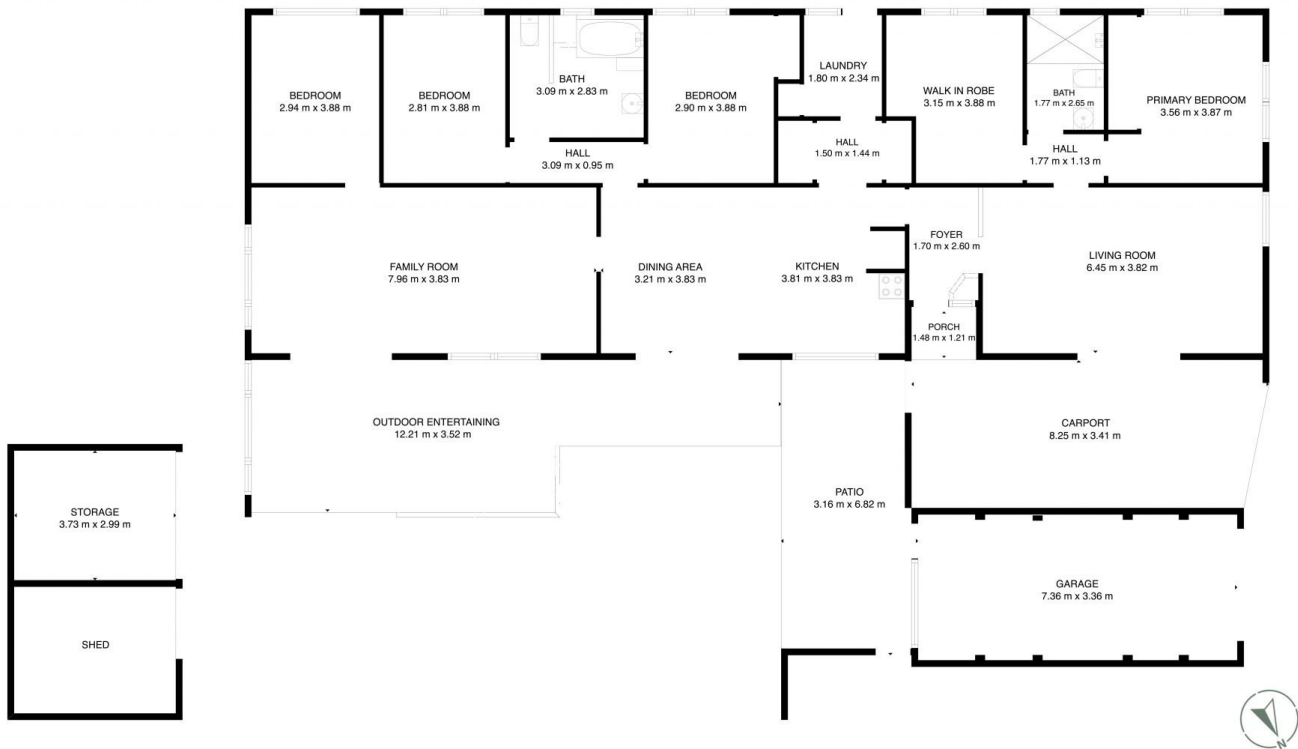 BEDROOM
2.94 m x 3.88 m
BEDROOM
2.81 m x 3.88 m
BATH
3.09 m x 2.83 m
HALL
3.09 m x 0.95 m
BEDROOM
2.90 m x 3.88 m
LAUNDRY
1.80 m x 2.34 m
HALL
1.50 m x 1.44 m
WALK IN ROBE
3.15 m x 3.88 m
BATH
1.77 m x 2.65 m
HALL
1.77 m x 1.13 m
PRIMARY BEDROOM
3.56 m x 3.87 m
FAMILY ROOM
7.96 m x 3.83 m
DINING AREA
3.21 m x 3.83 m
KITCHEN
3.81 m x 3.83 m
FOYER
1.70 m x 2.60 m
LIVING ROOM
6.45 m x 3.82 m
PORCH
1.48 m x 1.21 m
OUTDOOR ENTERTAINING
12.21 m x 3.52 m
CARPORT
8.25 m x 3.41 m
PATIO
3.16 m x 6.82 m
STORAGE
3.73 m x 2.99 m
GARAGE
7.36 m x 3.36 m
SHED
N